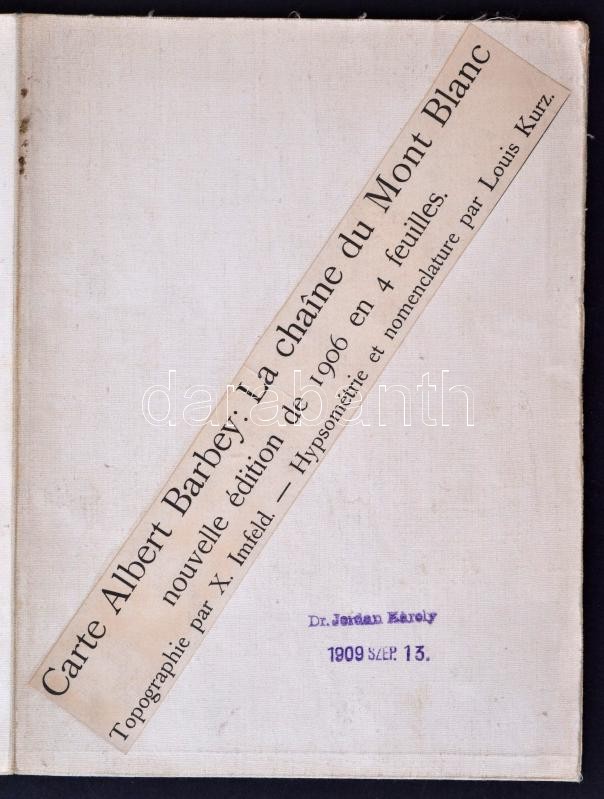 Carte Albert Barbey: La chaîne du Mont Blanc
nouvelle édition de 1906 en 4 feuilles.
Topographie par X. Imfeld. — Hypsométrie et nomenclature par Louis Kurz.
darabanth
Dr. Jordan Károly
1909 SZEP. 13.